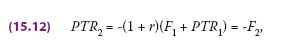 (15.12) PTR₂ = -(1 + r)(F₁ + PTR₁) = -F₂,